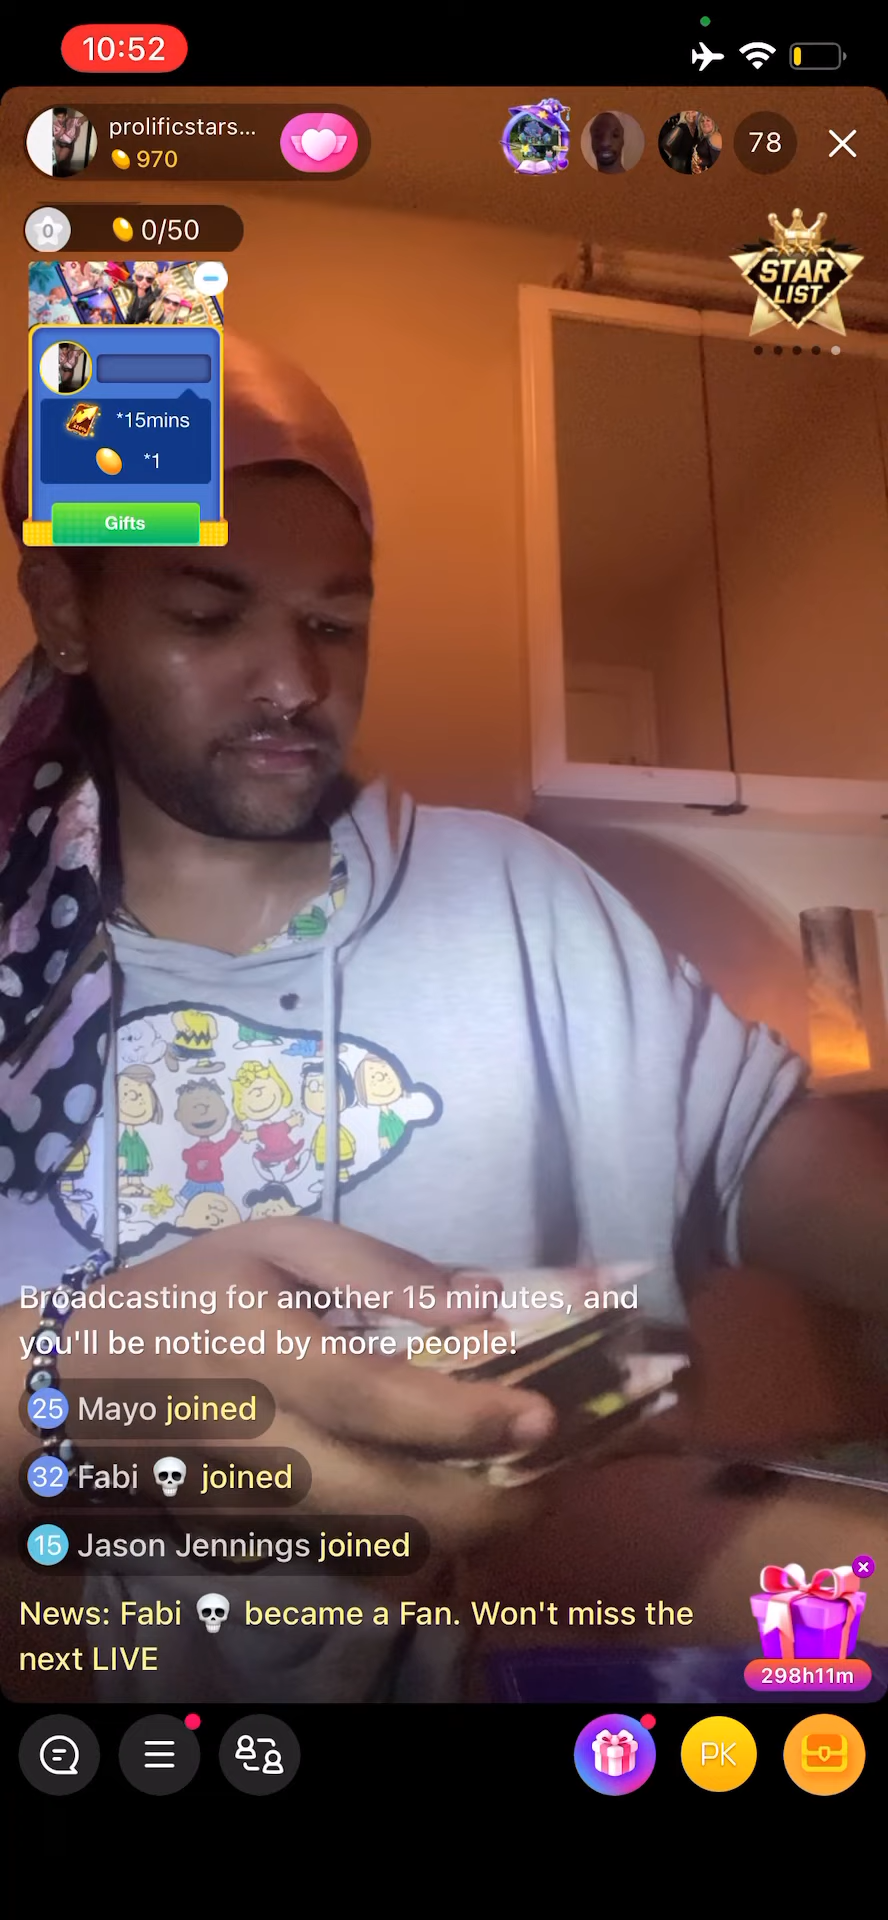 10:52
prolificstars...
970
78
0
0/50
STAR
LIST
*15mins
*1
Gifts
Broadcasting for another 15 minutes, and
you'll be noticed by more people!
25 Mayo joined
32 Fabi 💀 joined
15 Jason Jennings joined
News: Fabi 💀 became a Fan. Won't miss the
next LIVE
298h11m
PK